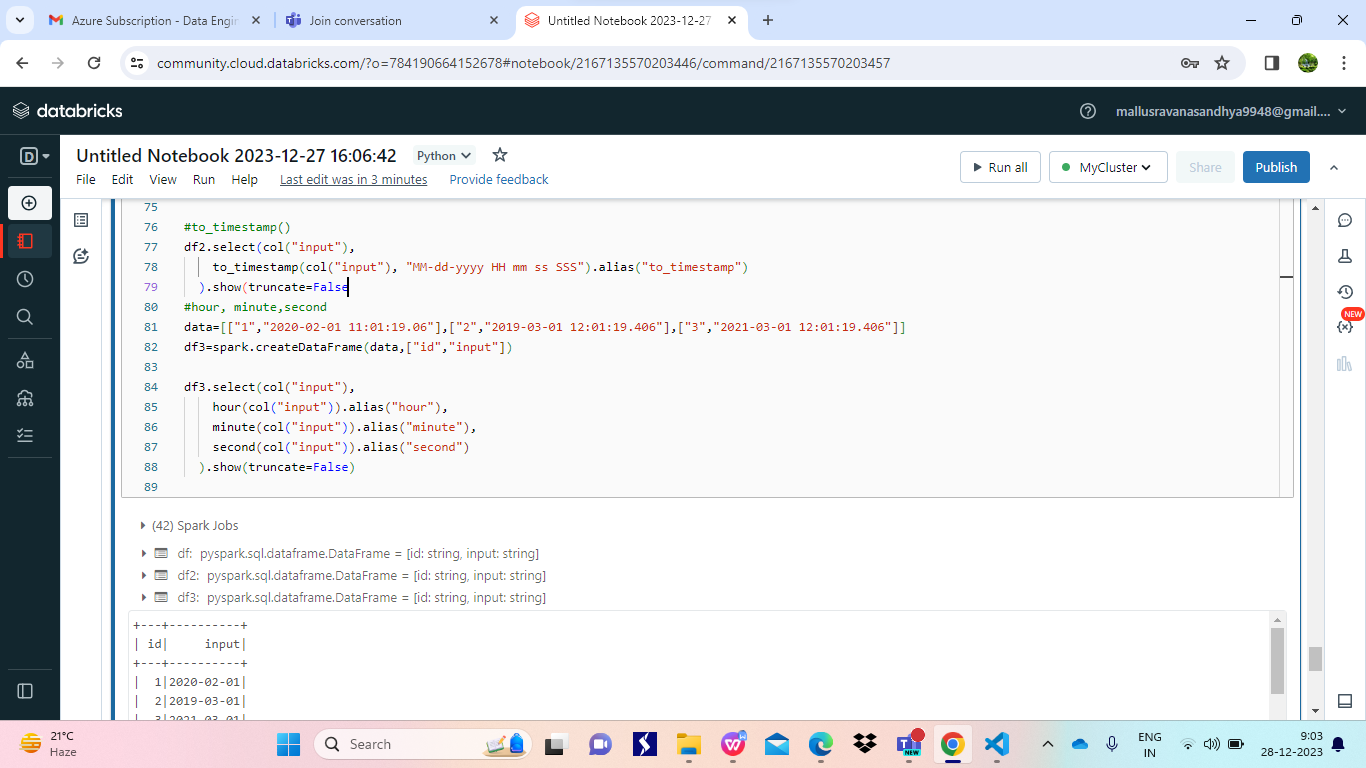 Azure Subscription - Data Engin
Join conversation
Untitled Notebook 2023-12-27
community.cloud.databricks.com/?o=784190664152678#notebook/2167135570203446/command/2167135570203457
databricks
mallusravanasandhya9948@gmail....
D
Untitled Notebook 2023-12-27 16:06:42
Python
Run all
MyCluster
Share
Publish
File Edit View Run Help Last edit was in 3 minutes Provide feedback
75
76 #to_timestamp()
77 df2.select(col("input"),
78 to_timestamp(col("input"), "MM-dd-yyyy HH mm ss SSS").alias("to_timestamp")
79 ).show(truncate=False
80 #hour, minute,second
81 data=[["1","2020-02-01 11:01:19.06"],["2","2019-03-01 12:01:19.406"],["3","2021-03-01 12:01:19.406"]]
82 df3=spark.createDataFrame(data,["id","input"])
83
84 df3.select(col("input"),
85 hour(col("input")).alias("hour"),
86 minute(col("input")).alias("minute"),
87 second(col("input")).alias("second")
88 ).show(truncate=False)
89
NEW
(42) Spark Jobs
df: pyspark.sql.dataframe.DataFrame = [id: string, input: string]
df2: pyspark.sql.dataframe.DataFrame = [id: string, input: string]
df3: pyspark.sql.dataframe.DataFrame = [id: string, input: string]
+---+----------+
| id|     input|
+---+----------+
|  1|2020-02-01|
|  2|2019-03-01|
|  3|2021-03-01|
21°C
Haze
Search
NEW
ENG
IN
9:03
28-12-2023